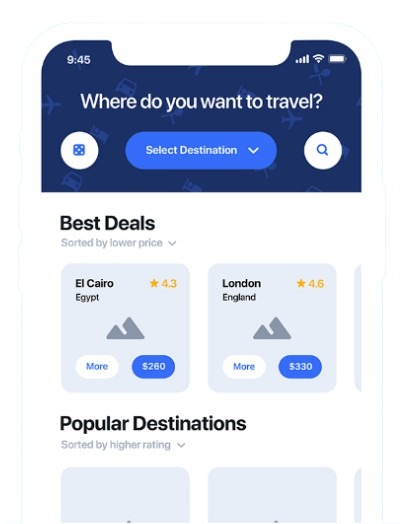 9:45
Where do you want to travel?
Select Destination
Best Deals
Sorted by lower price
El Cairo
4.3
Egypt
More
$260
London
4.6
England
More
$330
Popular Destinations
Sorted by higher rating